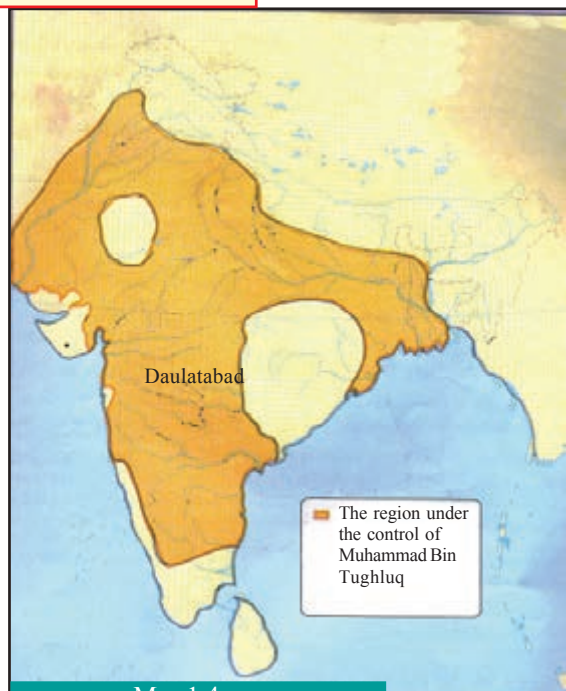 Daulatabad
The region under
the control of
Muhammad Bin
Tughluq